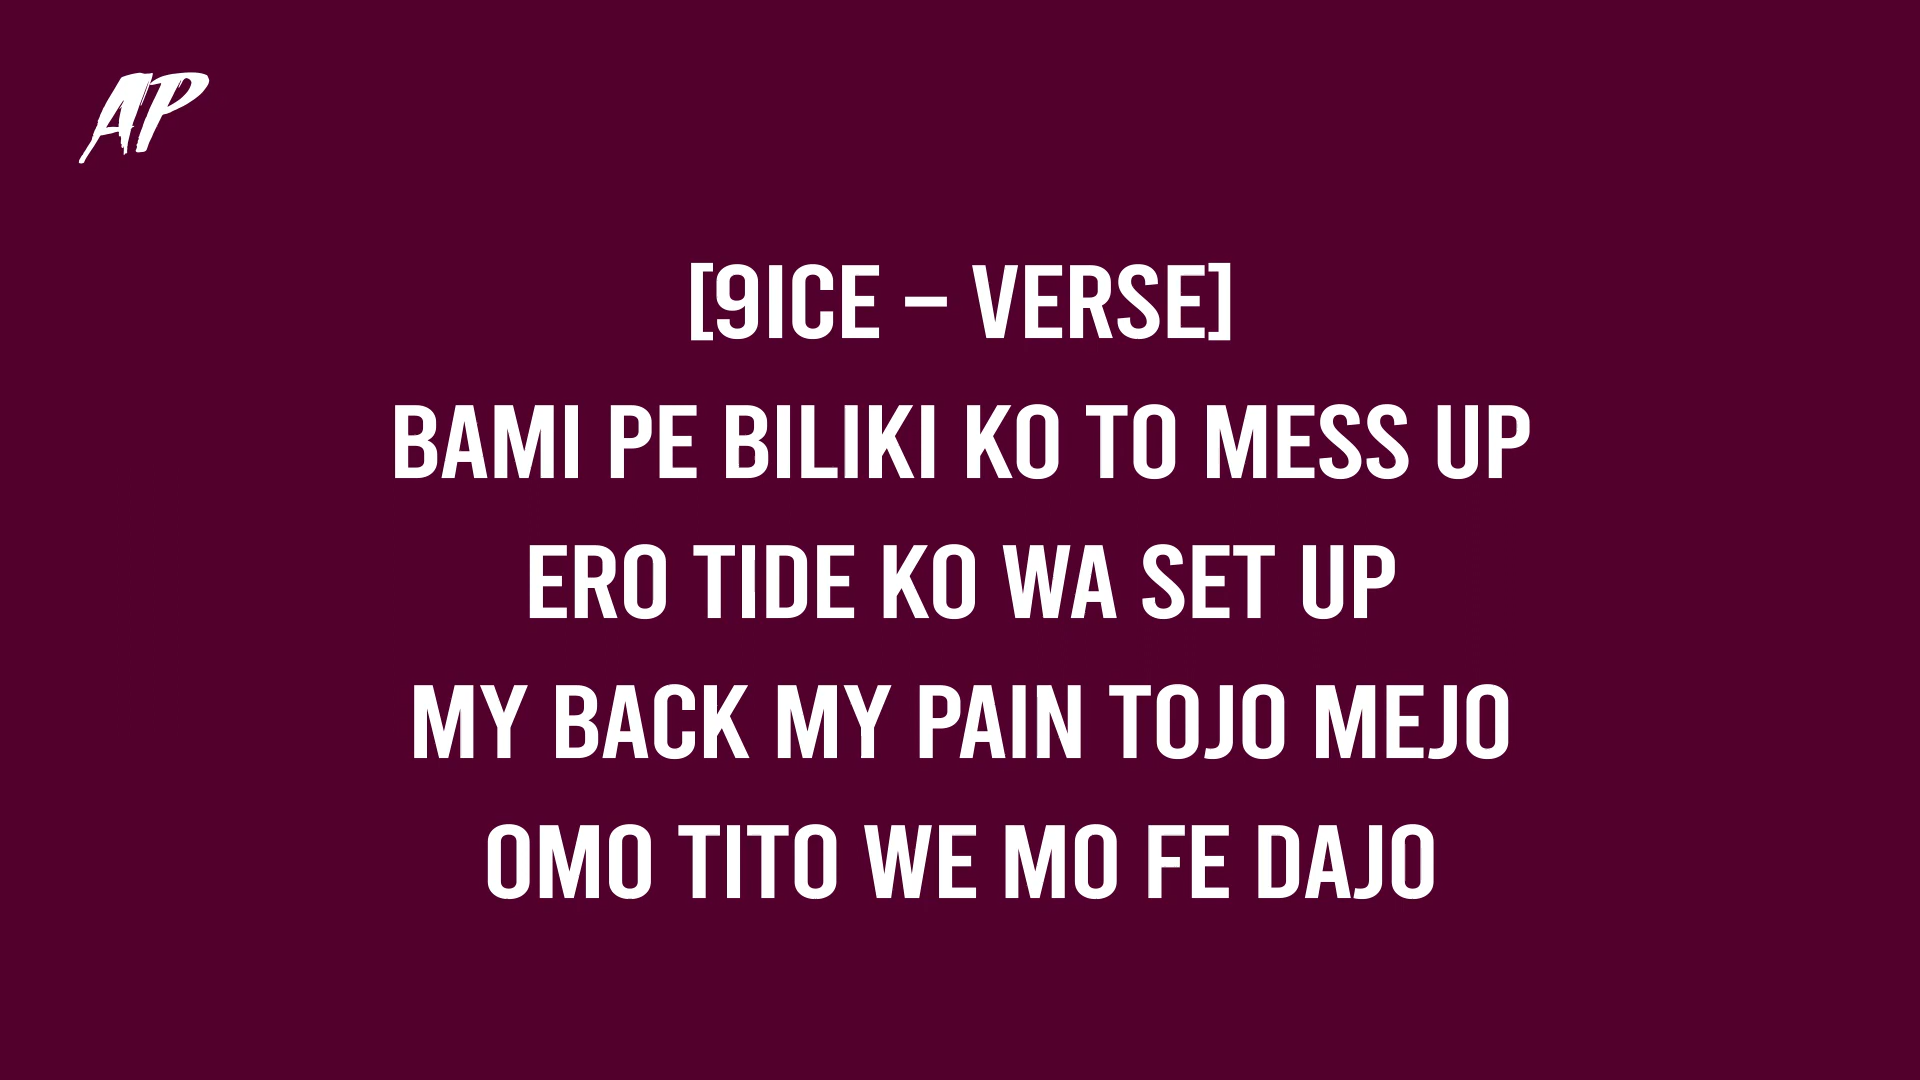 AP
[9ICE – VERSE]
BAMI PE BILIKI KO TO MESS UP
ERO TIDE KO WA SET UP
MY BACK MY PAIN TOJO MEJO
OMO TITO WE MO FE DAJO